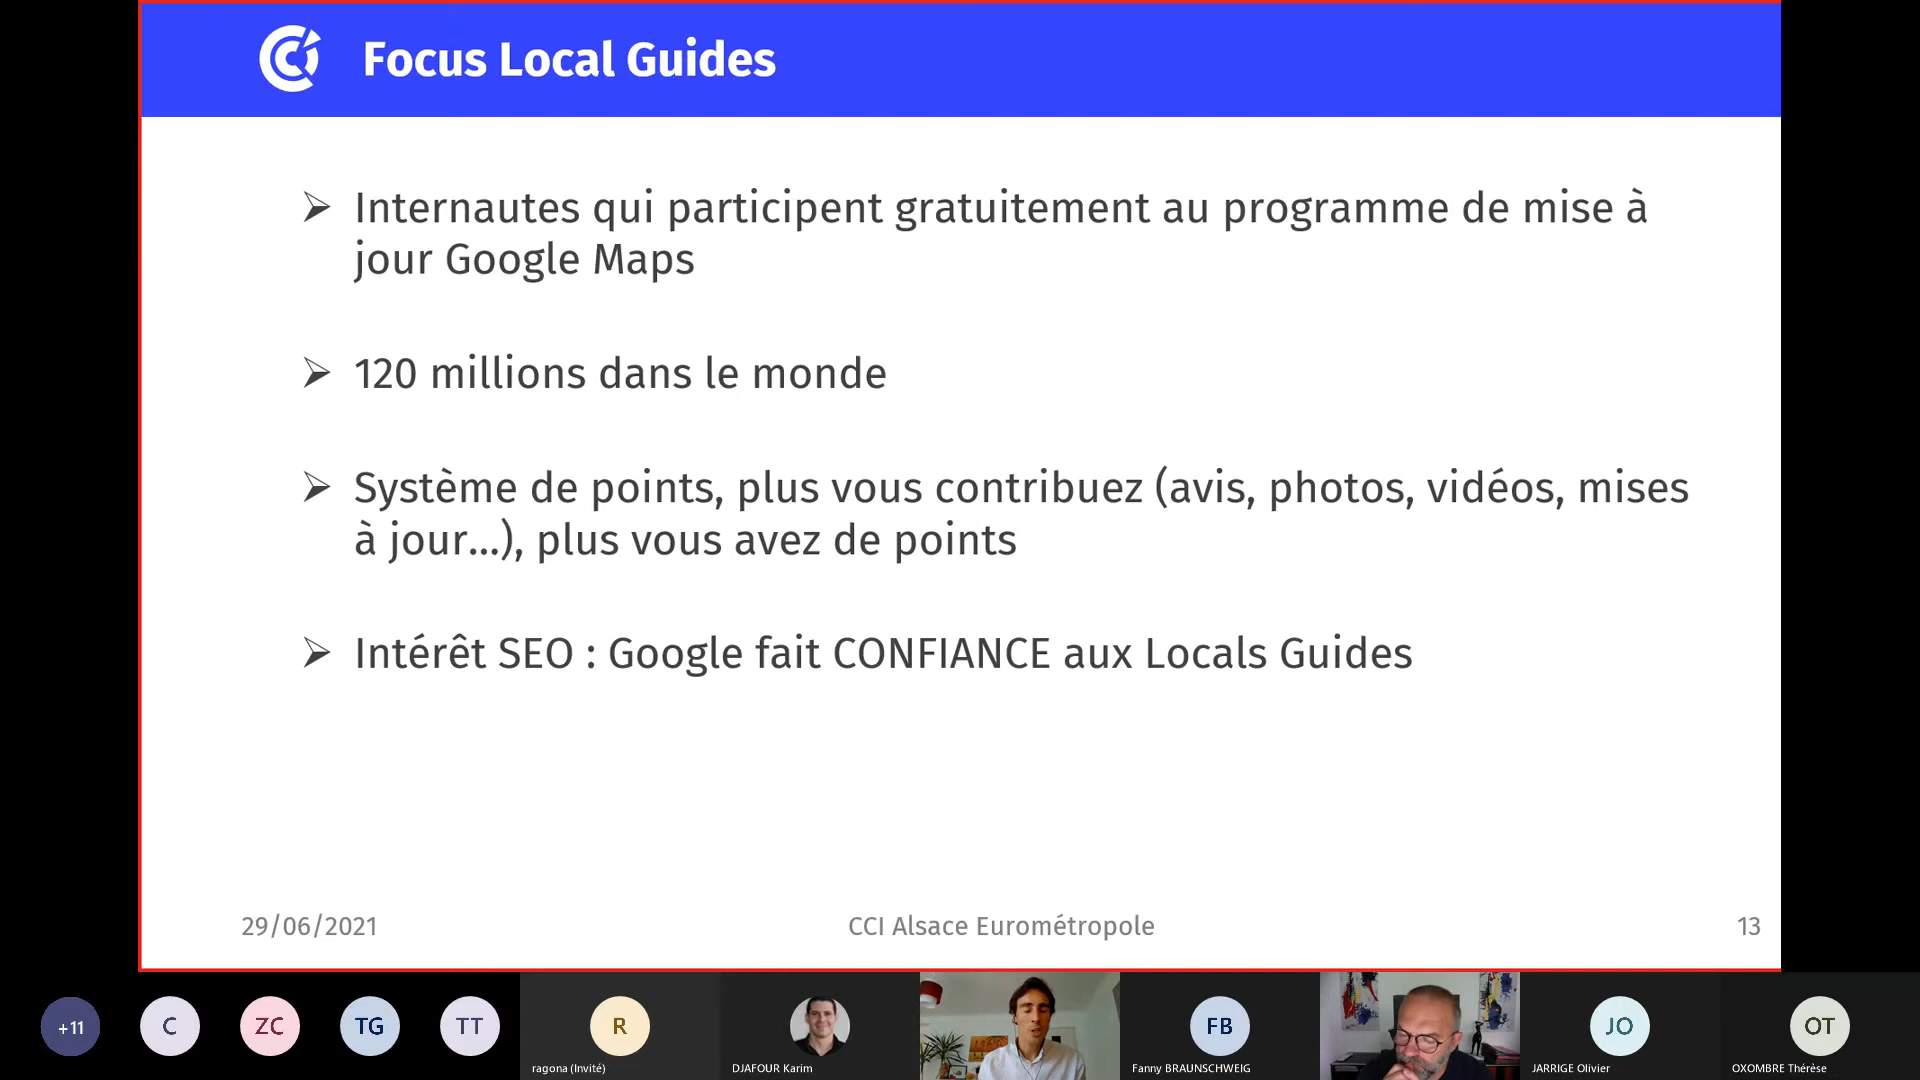 Focus Local Guides
➢ Internautes qui participent gratuitement au programme de mise à
jour Google Maps
➢ 120 millions dans le monde
➢ Système de points, plus vous contribuez (avis, photos, vidéos, mises
à jour...), plus vous avez de points
➢ Intérêt SEO : Google fait CONFIANCE aux Locals Guides
29/06/2021
CCI Alsace Eurométropole
13
+11
C
ZC
TG
TT
R
FB
JO
OT
ragona (Invité)
DJAFOUR Karim
Fanny BRAUNSCHWEIG
JARRIGE Olivier
OXOMBRE Thérèse